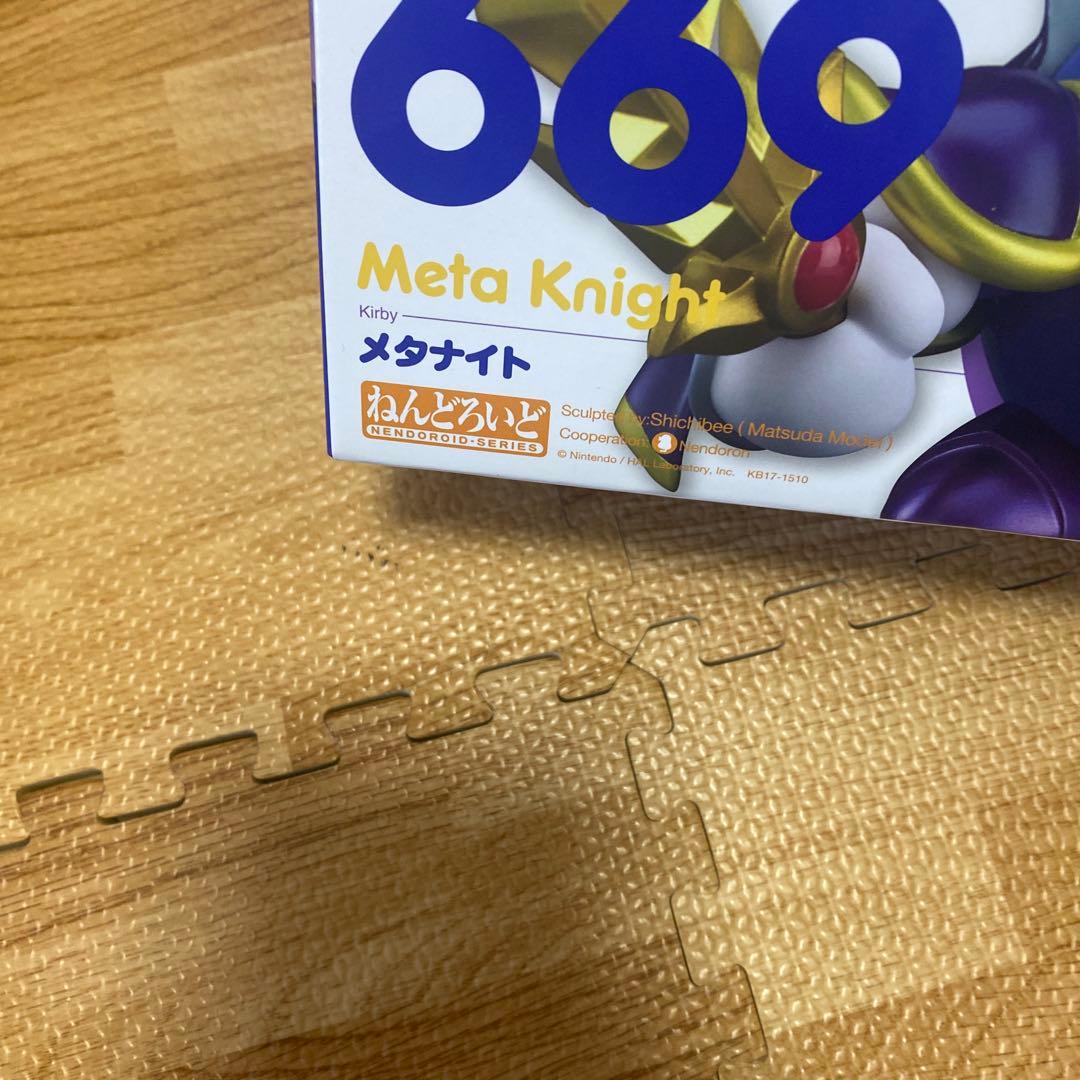 669
Meta Knight
Kirby
メタナイト
ねんどろいど
NENDOROID-SERIES
Sculpted by:Shichibee ( Matsuda Model )
Cooperation: Nendoron
© Nintendo / HAL Laboratory, Inc. KB17-1510